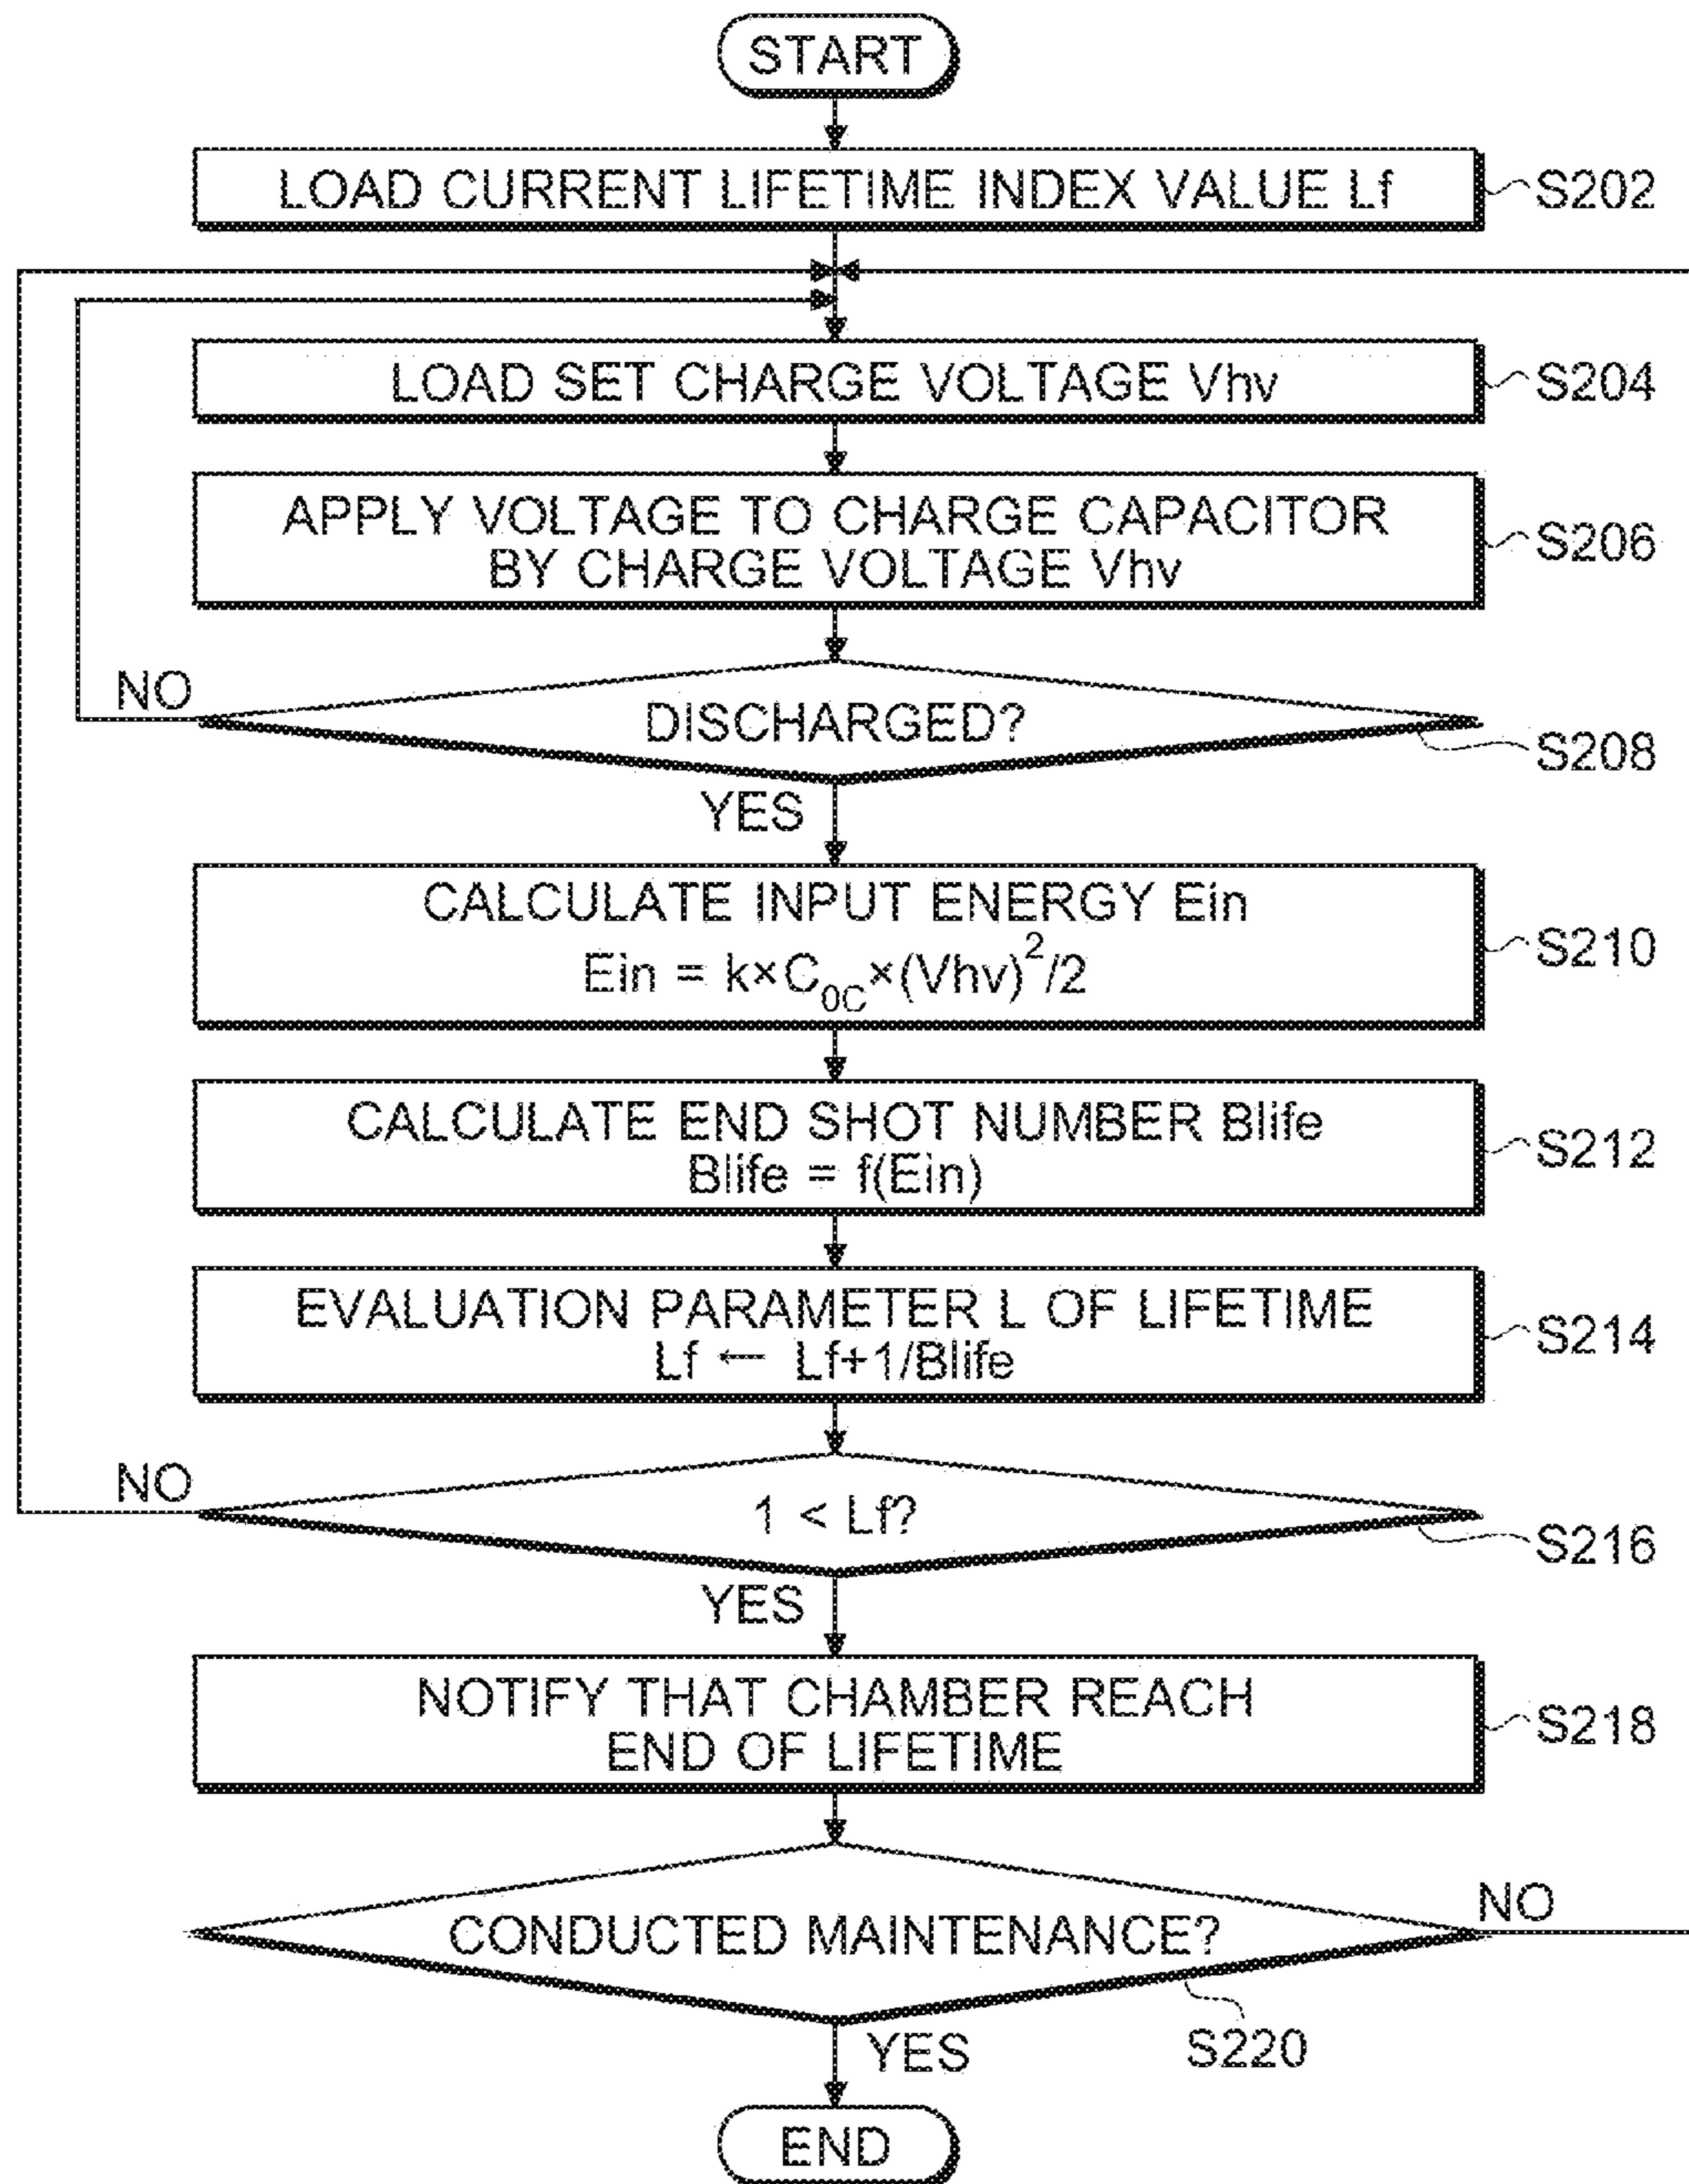 START
LOAD CURRENT LIFETIME INDEX VALUE Lf
S202
LOAD SET CHARGE VOLTAGE Vhv
S204
APPLY VOLTAGE TO CHARGE CAPACITOR
BY CHARGE VOLTAGE Vhv
S206
NO
DISCHARGED?
S208
YES
CALCULATE INPUT ENERGY Ein
Ein = k×C₀C×(Vhv)²/2
S210
CALCULATE END SHOT NUMBER Blife
Blife = f(Ein)
S212
EVALUATION PARAMETER L OF LIFETIME
Lf ← Lf+1/Blife
S214
NO
1 < Lf?
S216
YES
NOTIFY THAT CHAMBER REACH
END OF LIFETIME
S218
NO
CONDUCTED MAINTENANCE?
S220
YES
END